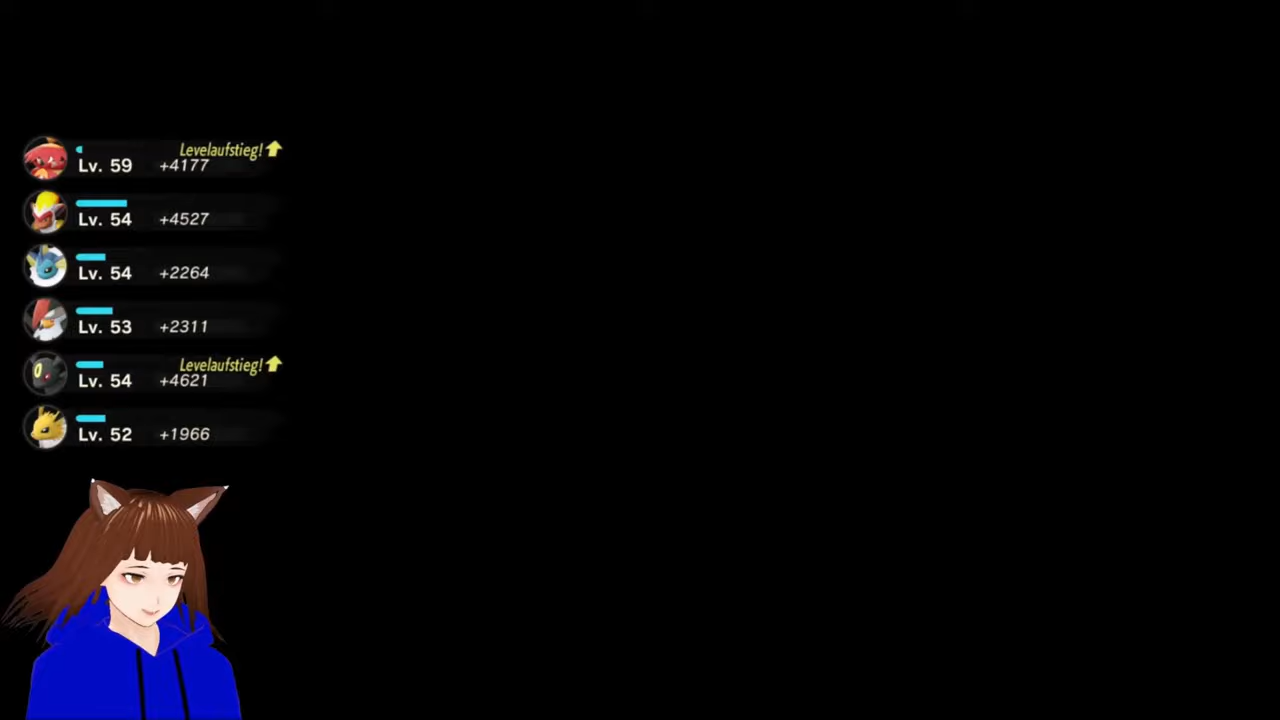 Levelaufstieg!
Lv. 59 +4177
Lv. 54 +4527
Lv. 54 +2264
Lv. 53 +2311
Levelaufstieg!
Lv. 54 +4621
Lv. 52 +1966